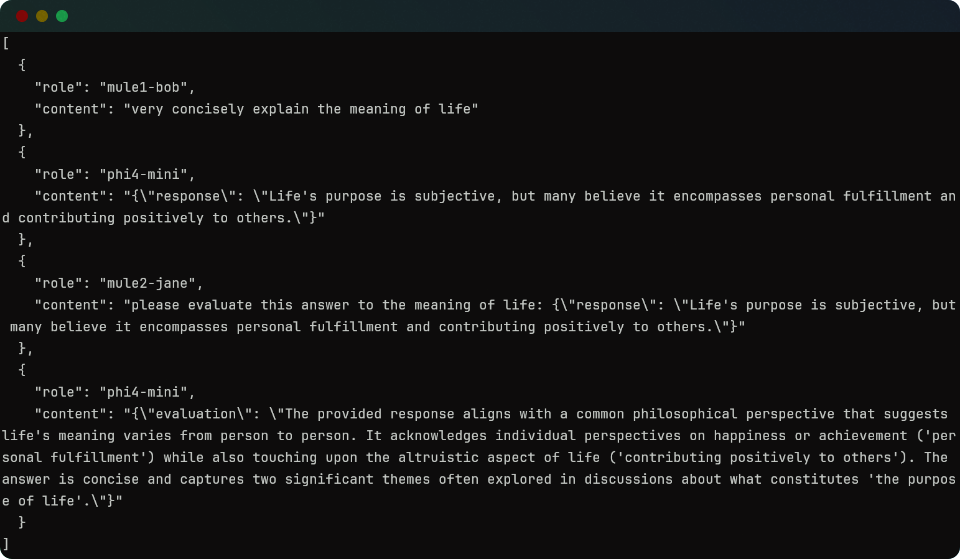 [
  {
    "role": "mule1-bob",
    "content": "very concisely explain the meaning of life"
  },
  {
    "role": "phi4-mini",
    "content": "{\"response\": \"Life's purpose is subjective, but many believe it encompasses personal fulfillment an
d contributing positively to others.\"}"
  },
  {
    "role": "mule2-jane",
    "content": "please evaluate this answer to the meaning of life: {\"response\": \"Life's purpose is subjective, but
 many believe it encompasses personal fulfillment and contributing positively to others.\"}"
  },
  {
    "role": "phi4-mini",
    "content": "{\"evaluation\": \"The provided response aligns with a common philosophical perspective that suggests 
life's meaning varies from person to person. It acknowledges individual perspectives on happiness or achievement ('per
sonal fulfillment') while also touching upon the altruistic aspect of life ('contributing positively to others'). The 
answer is concise and captures two significant themes often explored in discussions about what constitutes 'the purpos
e of life'.\"}"
  }
]